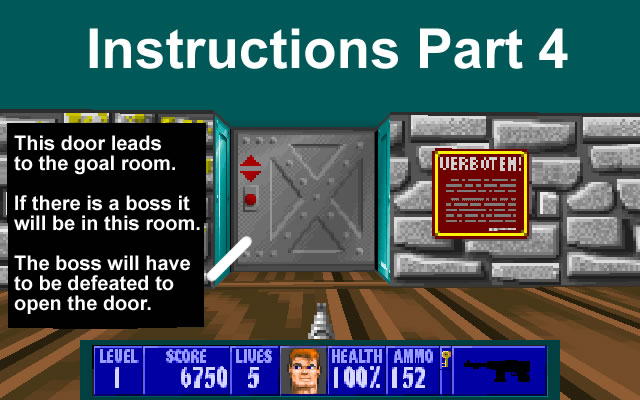 Instructions Part 4
This door leads
to the goal room.
If there is a boss it
will be in this room.
The boss will have
to be defeated to
open the door.
VERBOTEN!
LEVEL SCORE LIVES HEALTH AMMO
1 6750 5 100% 152